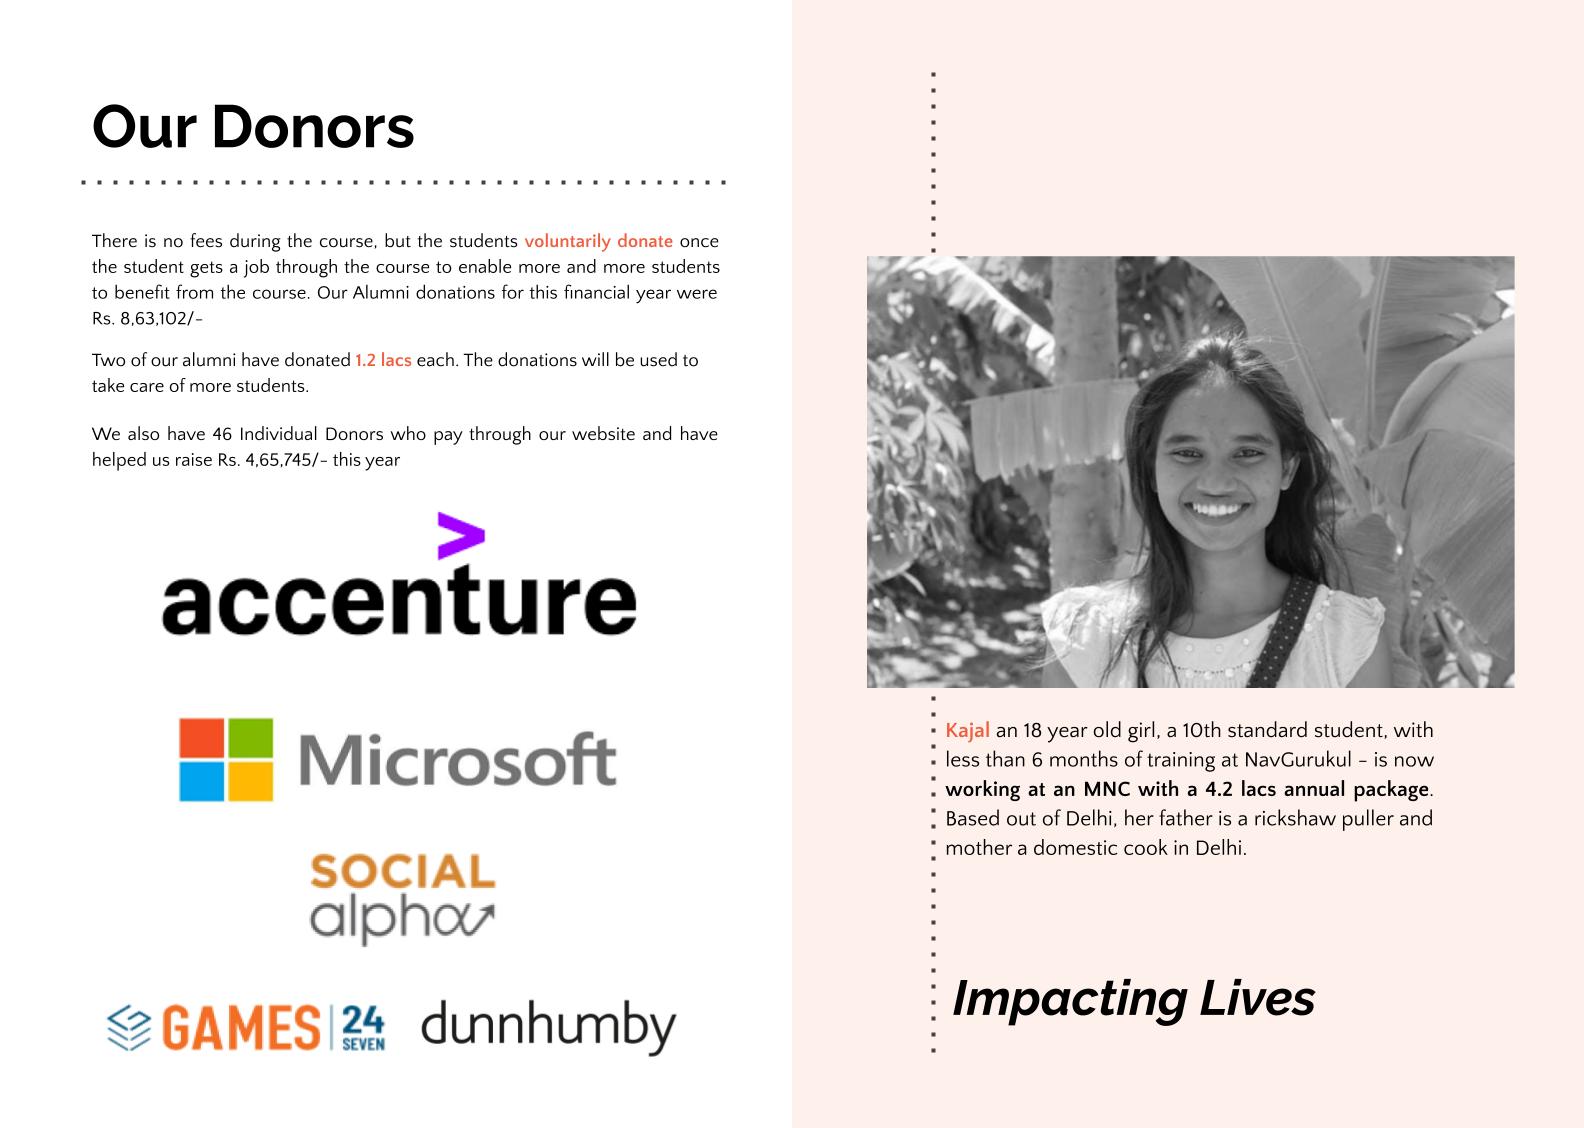 Our Donors
There is no fees during the course, but the students voluntarily donate once
the student gets a job through the course to enable more and more students
to benefit from the course. Our Alumni donations for this financial year were
Rs. 8,63,102/-
Two of our alumni have donated 1.2 lacs each. The donations will be used to
take care of more students.
We also have 46 Individual Donors who pay through our website and have
helped us raise Rs. 4,65,745/- this year
accenture
Microsoft
SOCIAL
alpha
GAMES 24
SEVEN
dunnhumby
Kajal an 18 year old girl, a 10th standard student, with
less than 6 months of training at NavGurukul - is now
working at an MNC with a 4.2 lacs annual package.
Based out of Delhi, her father is a rickshaw puller and
mother a domestic cook in Delhi.
Impacting Lives